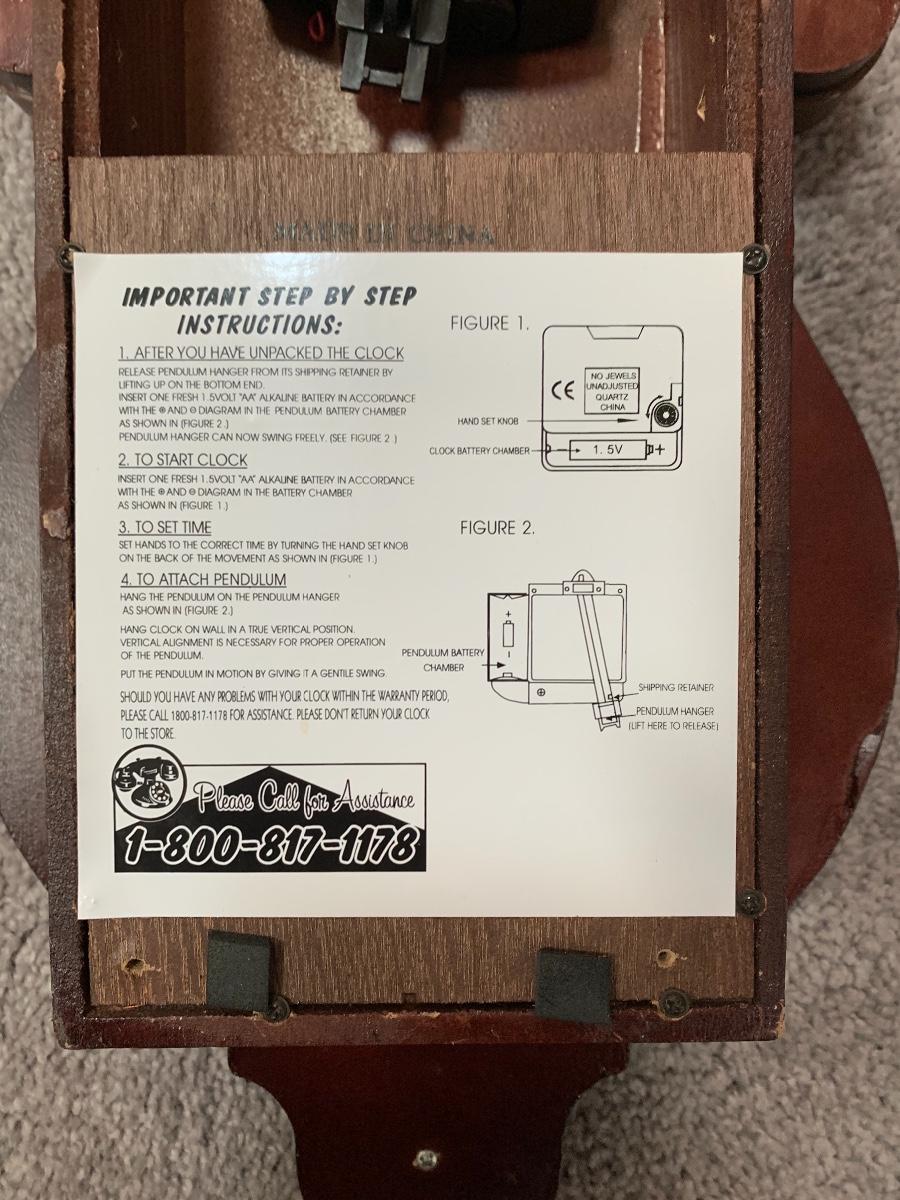 MADE IN CHINA
IMPORTANT STEP BY STEP
INSTRUCTIONS:
1. AFTER YOU HAVE UNPACKED THE CLOCK
RELEASE PENDULUM HANGER FROM ITS SHIPPING RETAINER BY
LIFTING UP ON THE BOTTOM END.
INSERT ONE FRESH 1.5VOLT "AA" ALKALINE BATTERY IN ACCORDANCE
WITH THE ⊕ AND ⊖ DIAGRAM IN THE PENDULUM BATTERY CHAMBER
AS SHOWN IN (FIGURE 2.)
PENDULUM HANGER CAN NOW SWING FREELY. (SEE FIGURE 2.)
2. TO START CLOCK
INSERT ONE FRESH 1.5VOLT "AA" ALKALINE BATTERY IN ACCORDANCE
WITH THE ⊕ AND ⊖ DIAGRAM IN THE BATTERY CHAMBER
AS SHOWN IN (FIGURE 1.)
3. TO SET TIME
SET HANDS TO THE CORRECT TIME BY TURNING THE HAND SET KNOB
ON THE BACK OF THE MOVEMENT AS SHOWN IN (FIGURE 1.)
4. TO ATTACH PENDULUM
HANG THE PENDULUM ON THE PENDULUM HANGER
AS SHOWN IN (FIGURE 2.)
HANG CLOCK ON WALL IN A TRUE VERTICAL POSITION.
VERTICAL ALIGNMENT IS NECESSARY FOR PROPER OPERATION
OF THE PENDULUM.
PUT THE PENDULUM IN MOTION BY GIVING IT A GENTILE SWING.
SHOULD YOU HAVE ANY PROBLEMS WITH YOUR CLOCK WITHIN THE WARRANTY PERIOD,
PLEASE CALL 1800-817-1178 FOR ASSISTANCE. PLEASE DON'T RETURN YOUR CLOCK
TO THE STORE.
Please Call for Assistance
1-800-817-1178
FIGURE 1.
CE
NO JEWELS
UNADJUSTED
QUARTZ
CHINA
HAND SET KNOB
CLOCK BATTERY CHAMBER
− 1. 5V +
FIGURE 2.
+
−
PENDULUM BATTERY
CHAMBER
SHIPPING RETAINER
PENDULUM HANGER
(LIFT HERE TO RELEASE)